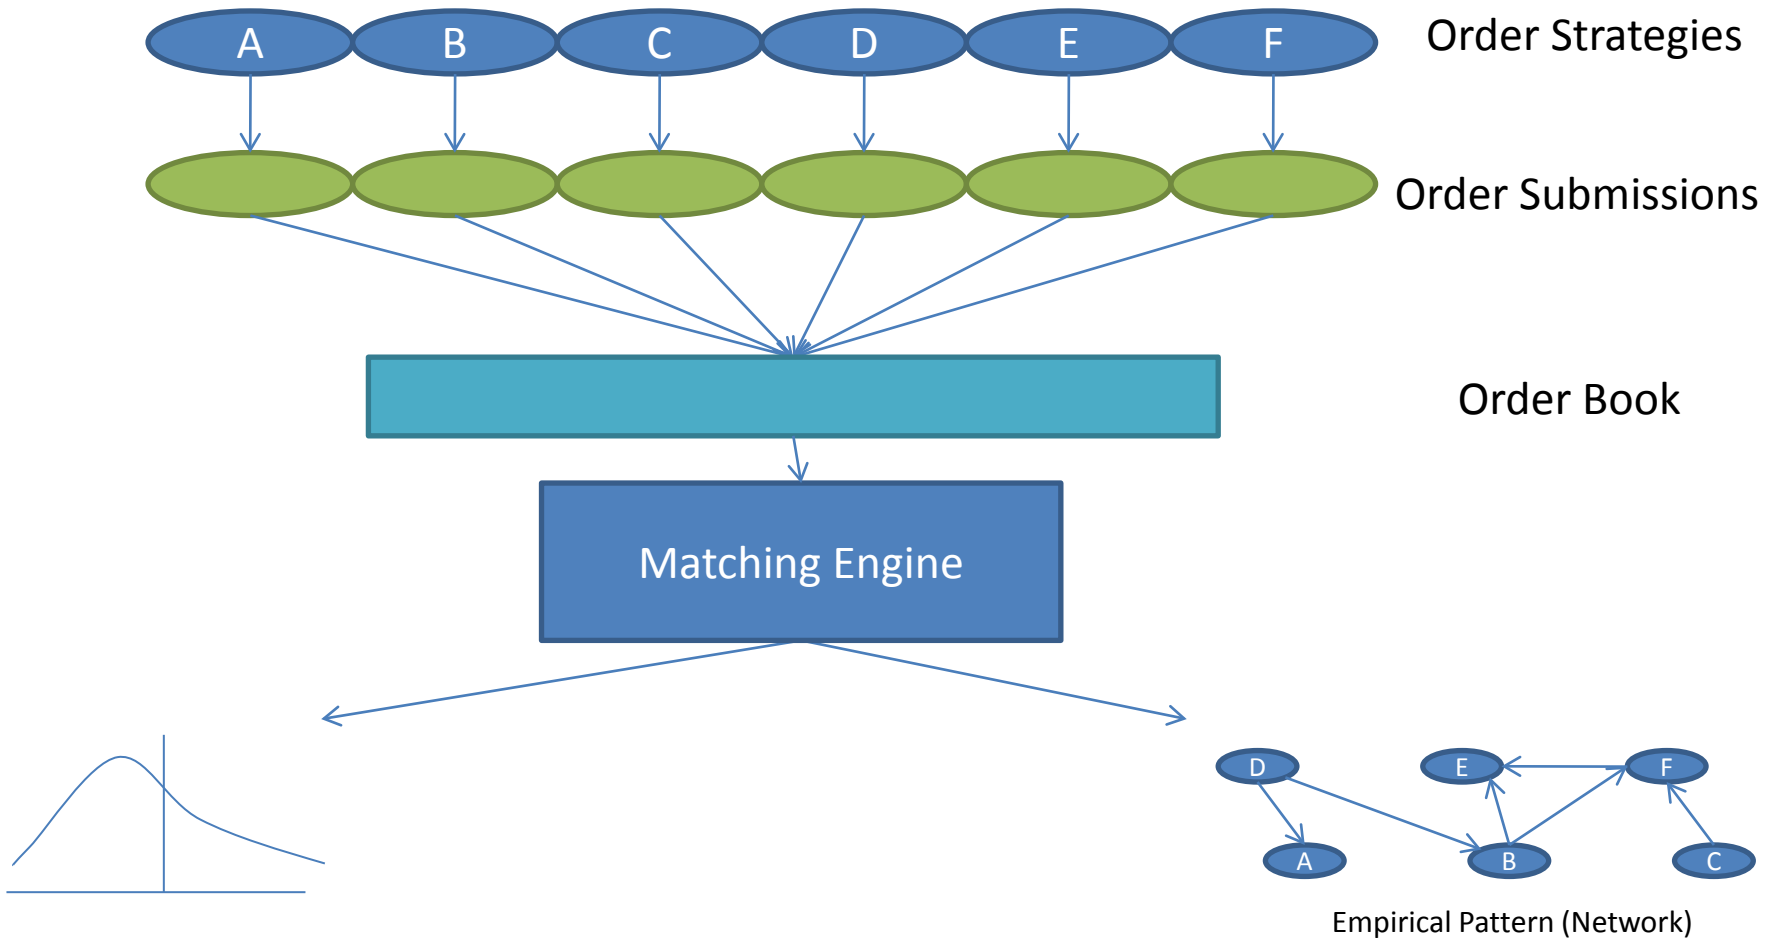 A B C D E F Order Strategies
Order Submissions
Order Book
Matching Engine
D E F
A B C
Empirical Pattern (Network)